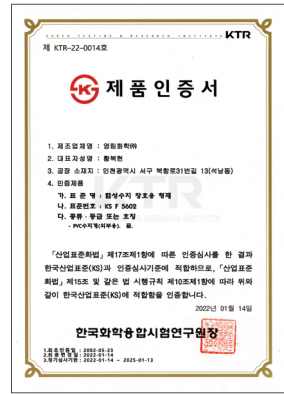 KOREA TESTING & RESEARCH INSTITUTE KTR
제 KTR-22-0014호
제품인증서
1. 제조업체명 : 영림화학㈜
2. 대표자성명 : 황복현
3. 공장 소재지 : 인천광역시 서구 북항로31번길 13(석남동)
4. 인증제품
가. 표 준 명 : 합성수지 창호용 형재
나. 표준번호 : KS F 5602
다. 종류·등급 또는 호칭
- PVC수지계(외부용), 끝.
「산업표준화법」제17조제1항에 따른 인증심사를 한 결과
한국산업표준(KS)과 인증심사기준에 적합하므로, 「산업표준
화법」제15조 및 같은 법 시행규칙 제10조제1항에 따라 위와
같이 한국산업표준(KS)에 적합함을 인증합니다.
2022년 01월 14일
한국화학융합시험연구원장
1.최초인증일 : 2002-05-28
2.최종변경일 : 2022-01-14
3.정기심사기한 : 2022-01-14 ~ 2025-01-13